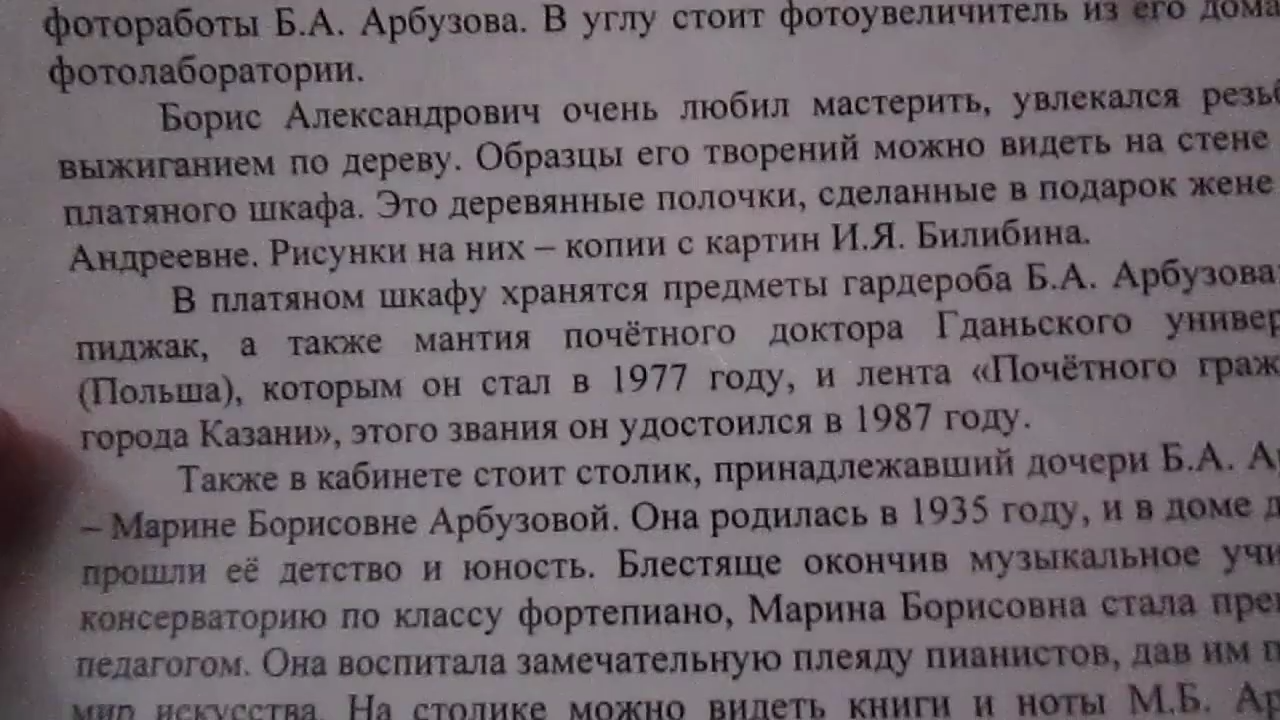 фотоработы Б.А. Арбузова. В углу стоит фотоувеличитель из его дома
фотолаборатории.
Борис Александрович очень любил мастерить, увлекался резьб
выжиганием по дереву. Образцы его творений можно видеть на стене
платяного шкафа. Это деревянные полочки, сделанные в подарок жене
Андреевне. Рисунки на них – копии с картин И.Я. Билибина.
В платяном шкафу хранятся предметы гардероба Б.А. Арбузова
пиджак, а также мантия почётного доктора Гданьского универ
(Польша), которым он стал в 1977 году, и лента «Почётного граж
города Казани», этого звания он удостоился в 1987 году.
Также в кабинете стоит столик, принадлежавший дочери Б.А. А
– Марине Борисовне Арбузовой. Она родилась в 1935 году, и в доме д
прошли её детство и юность. Блестяще окончив музыкальное учи
консерваторию по классу фортепиано, Марина Борисовна стала пре
педагогом. Она воспитала замечательную плеяду пианистов, дав им п
мир искусства. На столике можно видеть книги и ноты М.Б. Ар